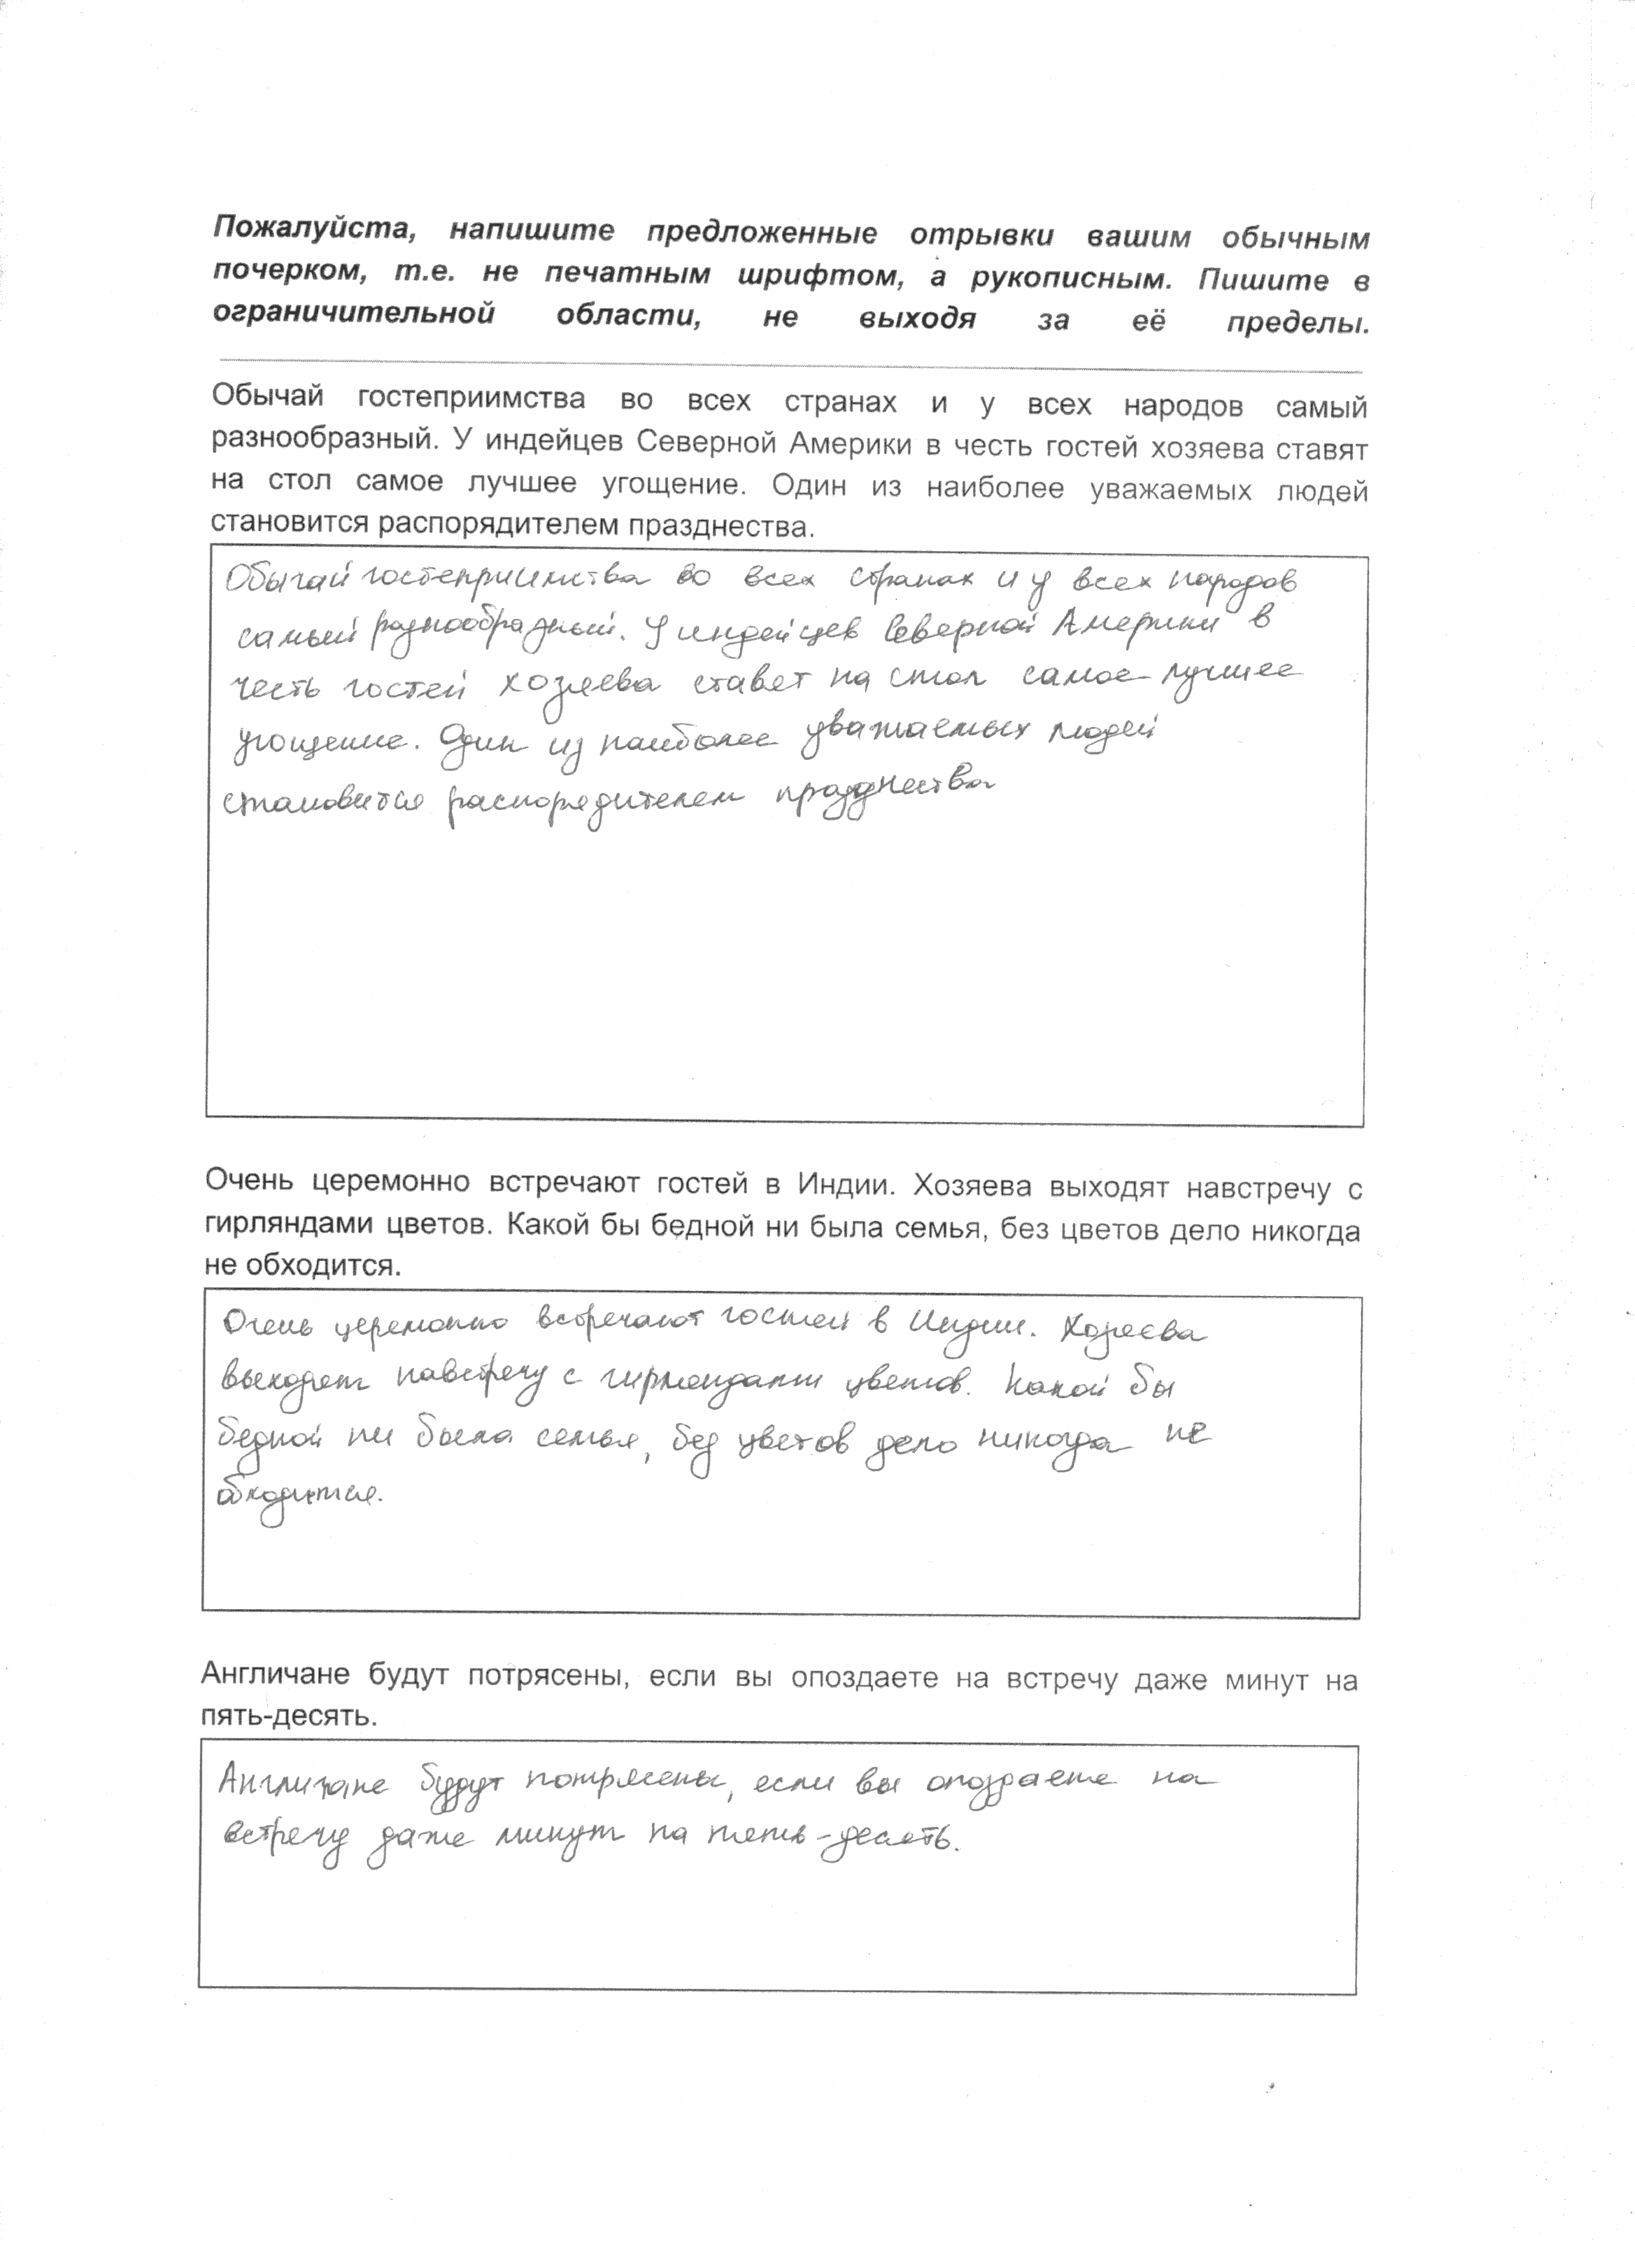 Пожалуйста, напишите предложенные отрывки вашим обычным
почерком, т.е. не печатным шрифтом, а рукописным. Пишите в
ограничительной области, не выходя за её пределы.
Обычай гостеприимства во всех странах и у всех народов самый
разнообразный. У индейцев Северной Америки в честь гостей хозяева ставят
на стол самое лучшее угощение. Один из наиболее уважаемых людей
становится распорядителем празднества.
Обычай гостеприимства во всех странах и у всех народов
самый разнообразный. У индейцев Северной Америки в
честь гостей хозяева ставят на стол самое лучшее
угощение. Один из наиболее уважаемых людей
становится распорядителем празднества
Очень церемонно встречают гостей в Индии. Хозяева выходят навстречу с
гирляндами цветов. Какой бы бедной ни была семья, без цветов дело никогда
не обходится.
Очень церемонно встречают гостей в Индии. Хозяева
выходят навстречу с гирляндами цветов. Какой бы
бедной ни была семья, без цветов дело никогда не
обходится.
Англичане будут потрясены, если вы опоздаете на встречу даже минут на
пять-десять.
Англичане будут потрясены, если вы опоздаете на
встречу даже минут на пять-десять.